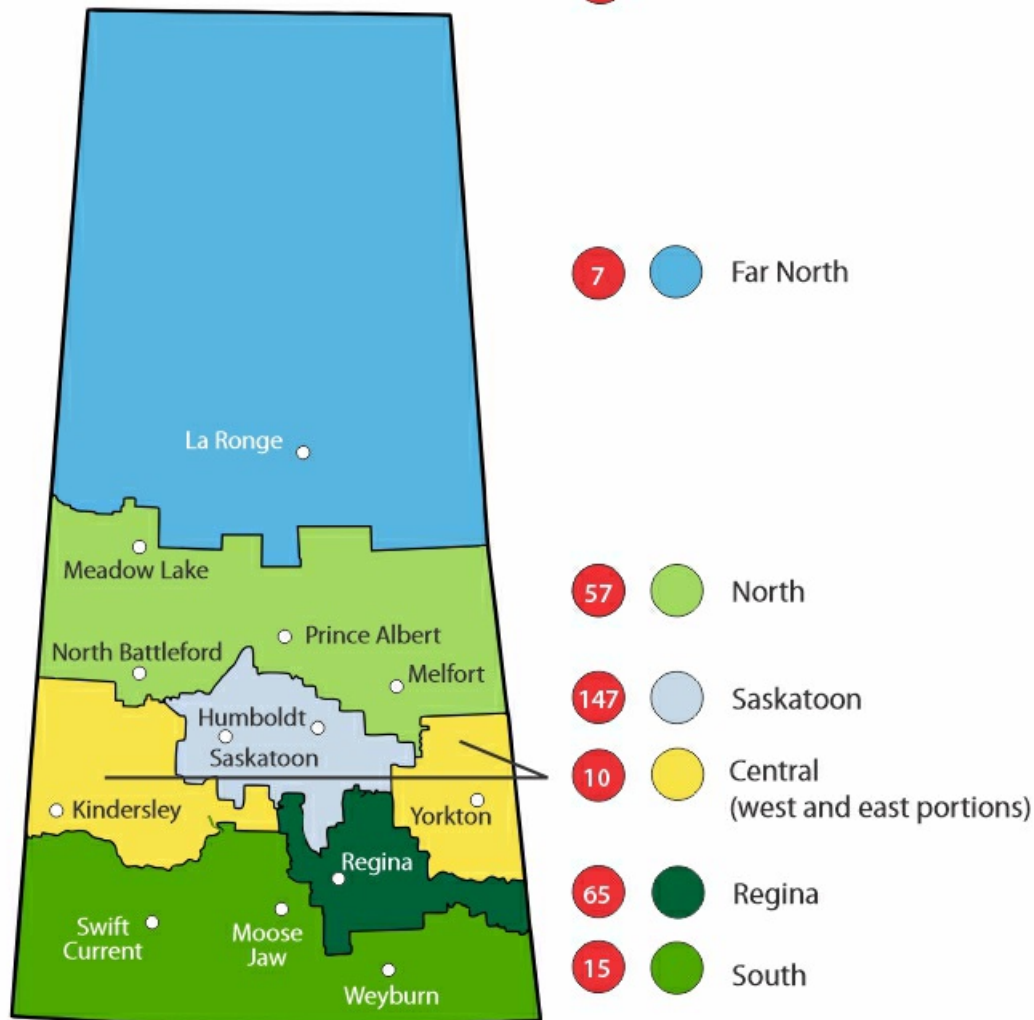 7 Far North
La Ronge
Meadow Lake
57 North
Prince Albert
North Battleford
Melfort
147 Saskatoon
Humboldt
Saskatoon
10 Central
(west and east portions)
Kindersley
Yorkton
Regina
65 Regina
Swift
Current
Moose
Jaw
15 South
Weyburn